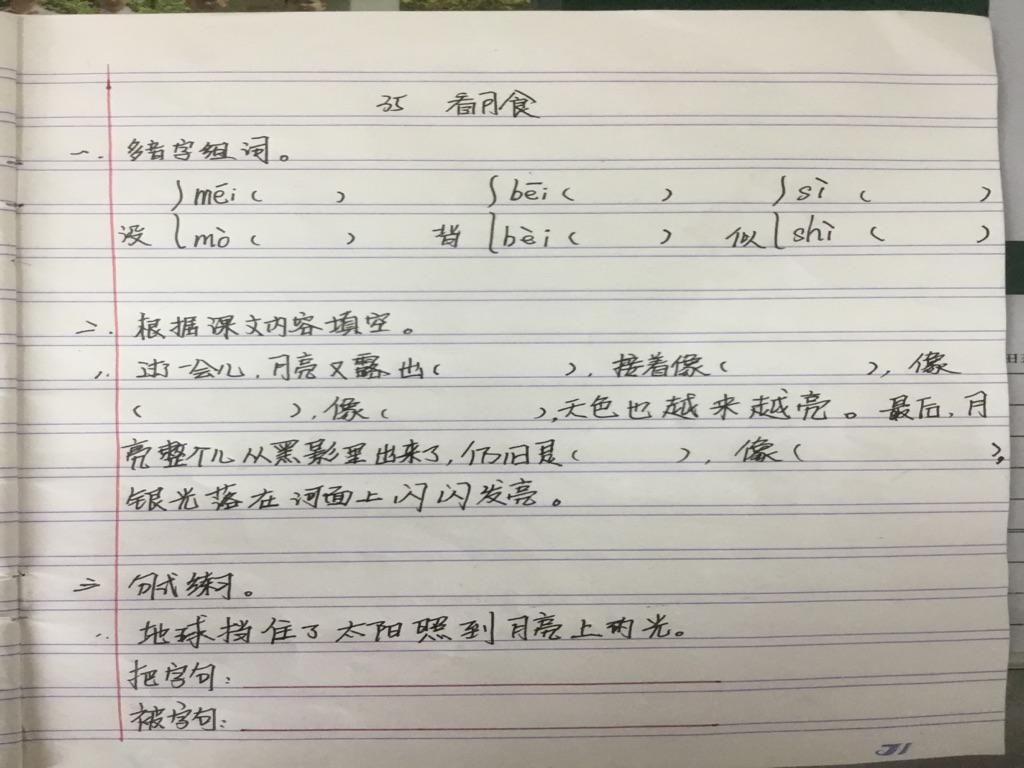 35 看月食
一. 多音字组词。
méi ( ) bēi ( ) sì ( )
没 mò ( ) 背 bèi ( ) 似 shì ( )
二. 根据课文内容填空。
1. 过了一会儿,月亮又露出( ),接着像( ),像
( ),像( ),天色也越来越亮。最后,月
亮整个儿从黑影里出来了,仍旧是( ),像( )。
银光落在河面上闪闪发亮。
三 句式练习。
1. 地球挡住了太阳照到月亮上的光。
把字句:
被字句: